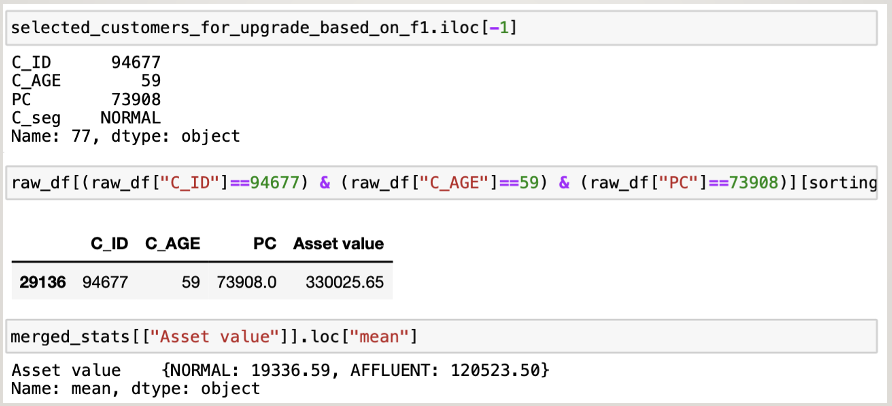 selected_customers_for_upgrade_based_on_f1.iloc[-1]
C_ID 94677
C_AGE 59
PC 73908
C_seg NORMAL
Name: 77, dtype: object
raw_df[(raw_df["C_ID"]==94677) & (raw_df["C_AGE"]==59) & (raw_df["PC"]==73908)][sorting
C_ID C_AGE PC Asset value
29136 94677 59 73908.0 330025.65
merged_stats[["Asset value"]].loc["mean"]
Asset value {NORMAL: 19336.59, AFFLUENT: 120523.50}
Name: mean, dtype: object